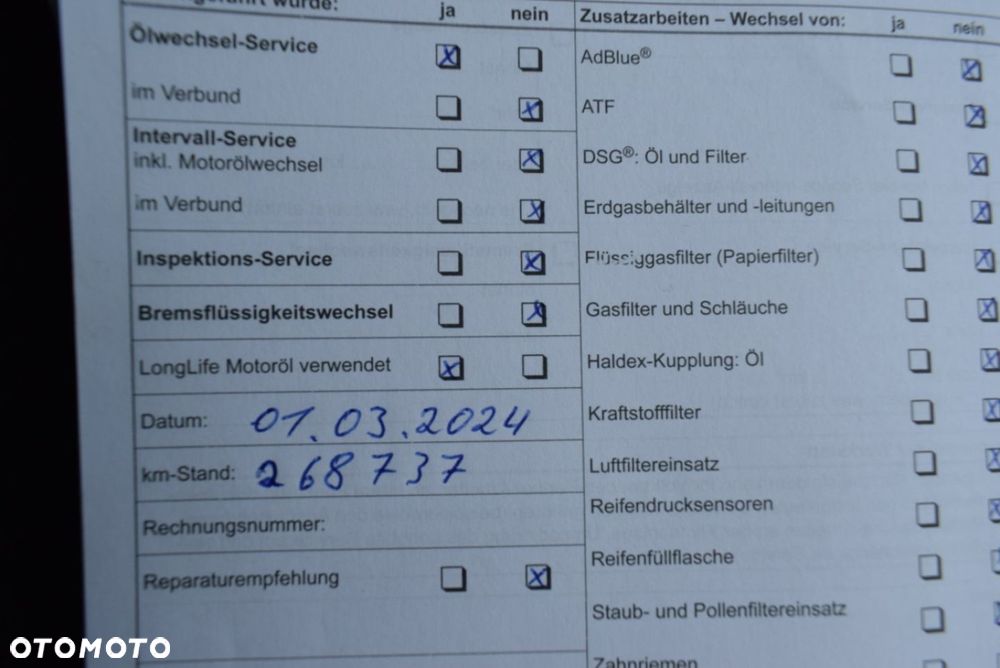 wurde: ja nein
Ölwechsel-Service
im Verbund
Intervall-Service
inkl. Motorölwechsel
im Verbund
Inspektions-Service
Bremsflüssigkeitswechsel
LongLife Motoröl verwendet
Datum: 01.03.2024
km-Stand: 268737
Rechnungsnummer:
Reparaturempfehlung
Zusatzarbeiten – Wechsel von: ja nein
AdBlue®
ATF
DSG®: Öl und Filter
Erdgasbehälter und -leitungen
Flüssiggasfilter (Papierfilter)
Gasfilter und Schläuche
Haldex-Kupplung: Öl
Kraftstofffilter
Luftfiltereinsatz
Reifendrucksensoren
Reifenfüllflasche
Staub- und Pollenfiltereinsatz
Zahnriemen
OTOMOTO